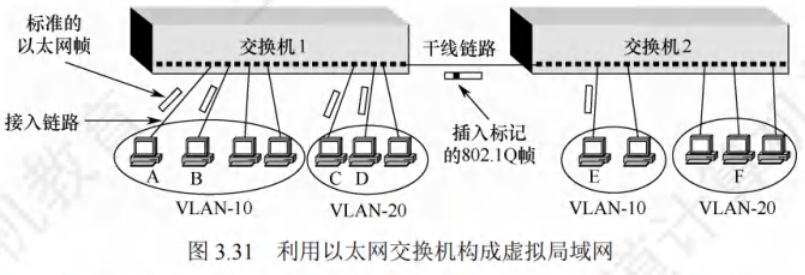 标准的
以太网帧
交换机1
干线链路
交换机2
接入链路
插入标记
的802.1Q帧
A
B
C
D
E
F
VLAN-10
VLAN-20
VLAN-10
VLAN-20
图 3.31 利用以太网交换机构成虚拟局域网